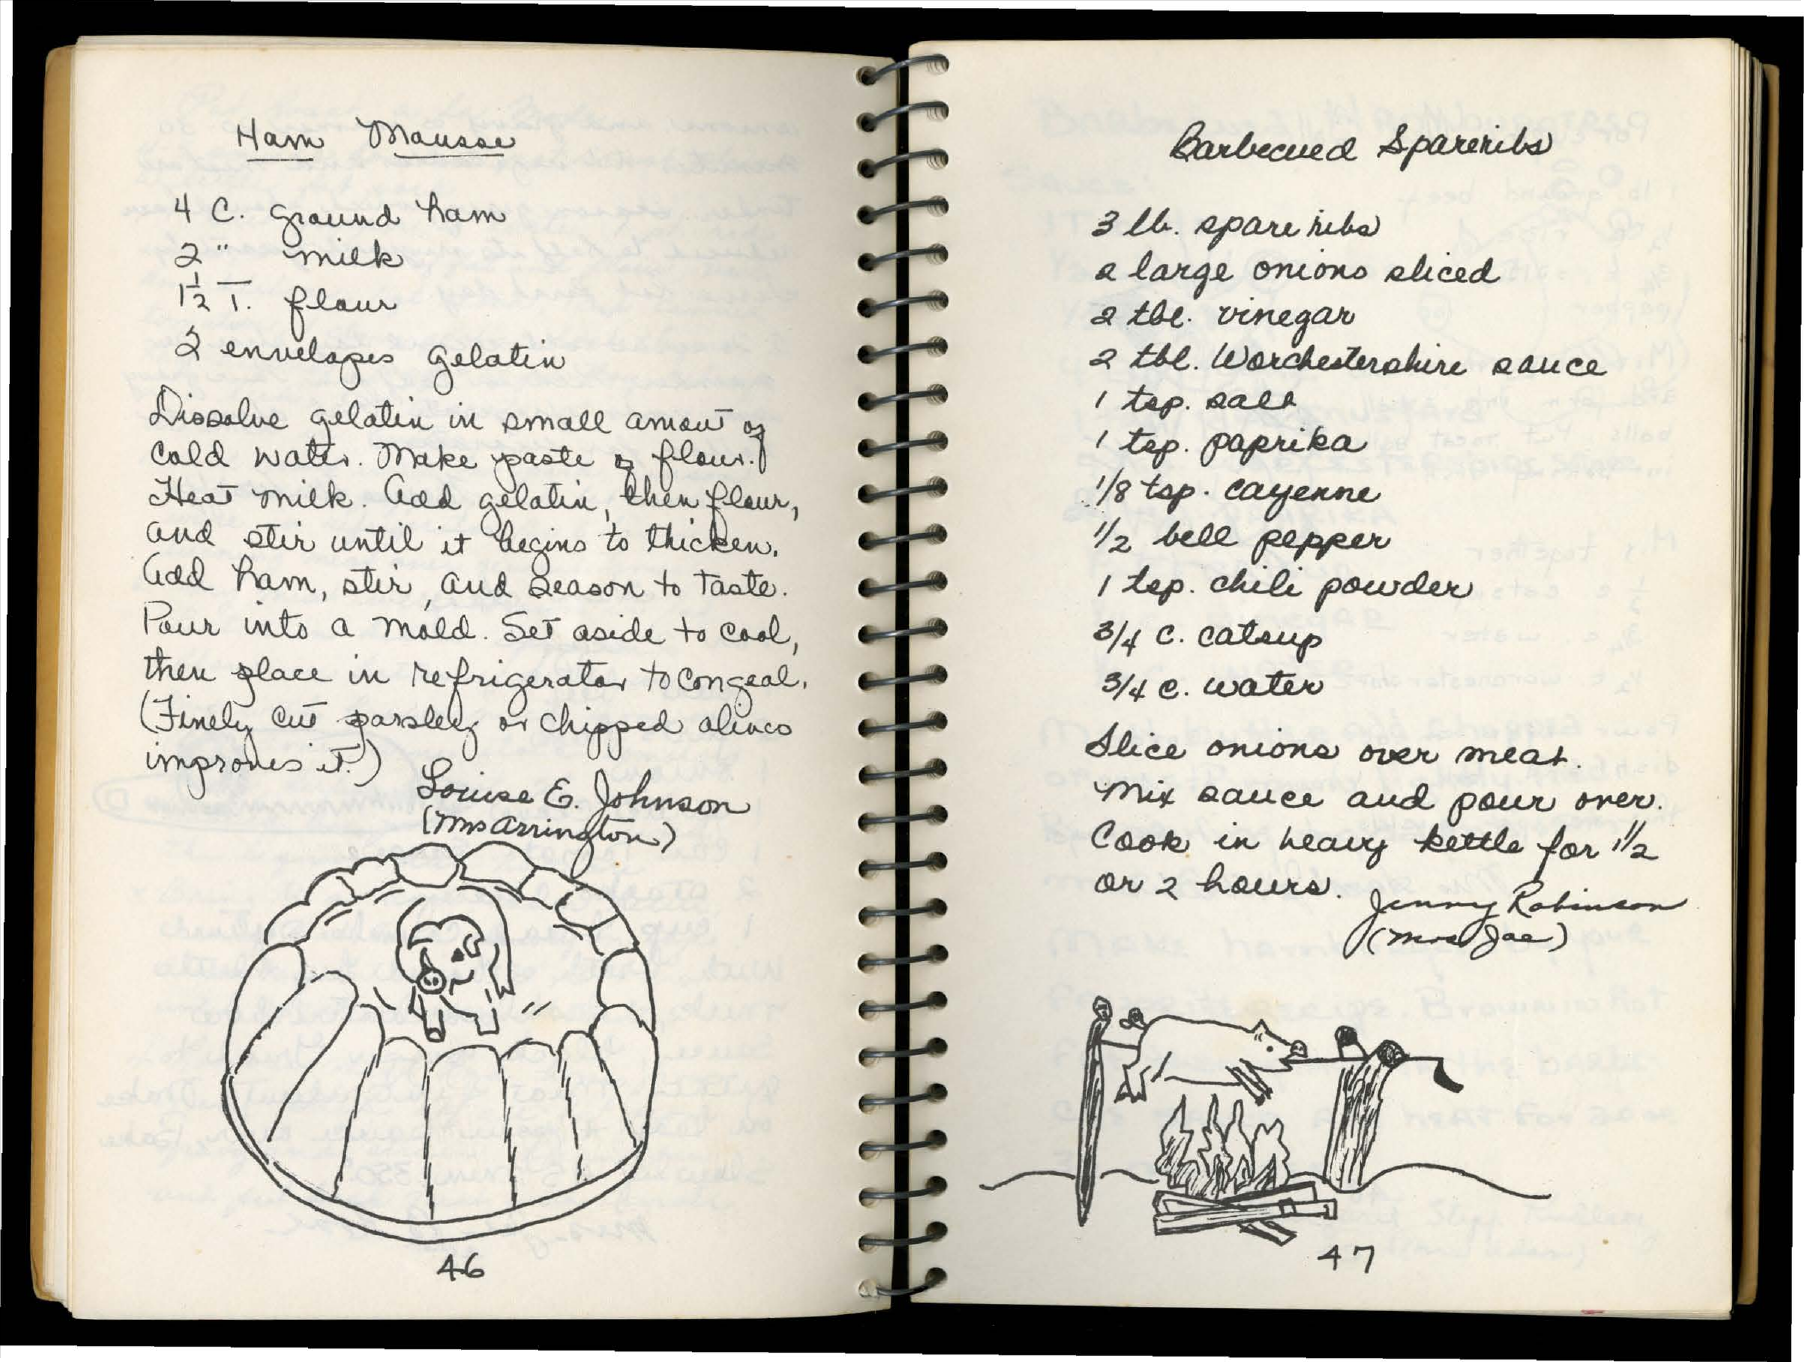 Ham Mousse
4 C. ground ham
2 " milk
1 1/2 T. flour
2 envelopes gelatin
Dissolve gelatin in small amout of
cold water. Make paste of flour.
Heat milk. Add gelatin, then flour,
and stir until it begins to thicken.
Add ham, stir, and season to taste.
Pour into a mold. Set aside to cool,
then place in refrigerator to congeal.
(Finely cut parsley or chipped olives
improves it.)
Louise E. Johnson
(Mrs Arrington)
46
Barbecued Spareribs
3 lb. spare ribs
2 large onions sliced
2 tbl. vinegar
2 tbl. Worchestershire sauce
1 tsp. salt
1 tsp. paprika
1/8 tsp. cayenne
1/2 bell pepper
1 tsp. chili powder
3/4 c. catsup
3/4 c. water
Slice onions over meat.
Mix sauce and pour over.
Cook in heavy kettle for 1 1/2
or 2 hours.
Jenny Robinson
(Mrs Jae)
47